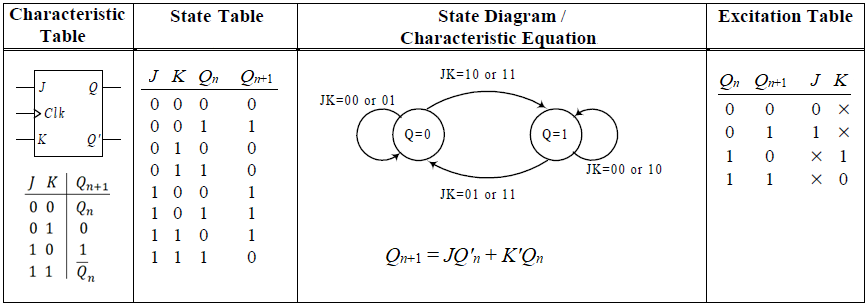 Characteristic Table
State Table
State Diagram /
Characteristic Equation
Excitation Table
J Q
Clk
K Q'
J K Qn+1
0 0 Qn
0 1 0
1 0 1
1 1 Q̅n
J K Qn Qn+1
0 0 0 0
0 0 1 1
0 1 0 0
0 1 1 0
1 0 0 1
1 0 1 1
1 1 0 1
1 1 1 0
JK=10 or 11
JK=00 or 01
Q=0
Q=1
JK=00 or 10
JK=01 or 11
Qn+1 = JQ'n + K'Qn
Qn Qn+1 J K
0 0 0 ×
0 1 1 ×
1 0 × 1
1 1 × 0